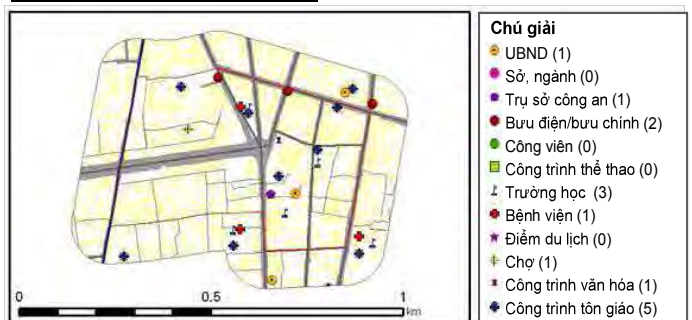 Chú giải
UBND (1)
Sở, ngành (0)
Trụ sở công an (1)
Bưu điện/bưu chính (2)
Công viên (0)
Công trình thể thao (0)
Trường học (3)
Bệnh viện (1)
Điểm du lịch (0)
Chợ (1)
Công trình văn hóa (1)
Công trình tôn giáo (5)
0 0.5 1
km